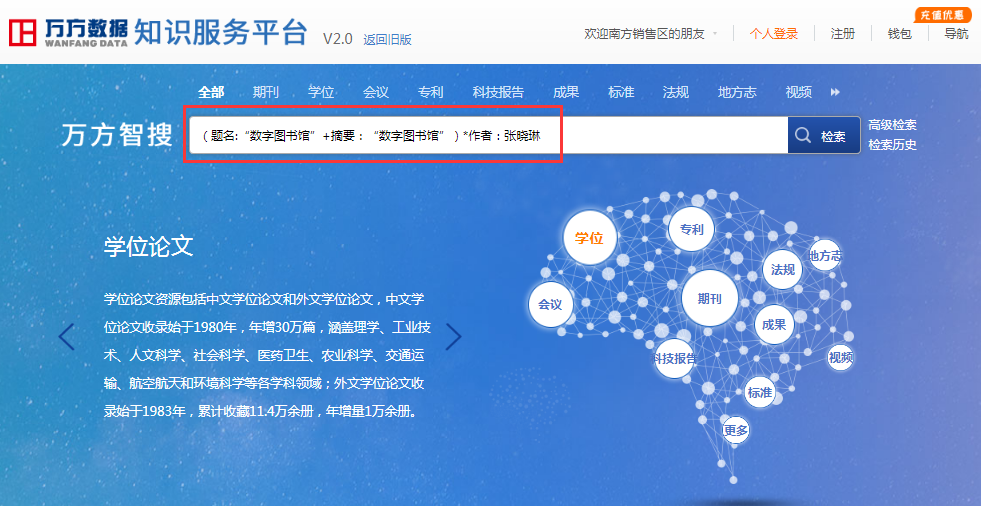 万方数据
WANFANG DATA
知识服务平台 V2.0 返回旧版
充值优惠
欢迎南方销售区的朋友 个人登录 注册 钱包 导航
全部 期刊 学位 会议 专利 科技报告 成果 标准 法规 地方志 视频
万方智搜
（ 题名:“数字图书馆”+摘要：“数字图书馆”）*作者：张晓琳
检索
高级检索
检索历史
学位论文
学位论文资源包括中文学位论文和外文学位论文，中文学
位论文收录始于1980年，年增30万篇，涵盖理学、工业技
术、人文科学、社会科学、医药卫生、农业科学、交通运
输、航空航天和环境科学等各学科领域；外文学位论文收
录始于1983年，累计收藏11.4万余册，年增量1万余册。
学位
专利
地方志
法规
会议
期刊
成果
科技报告
视频
标准
更多